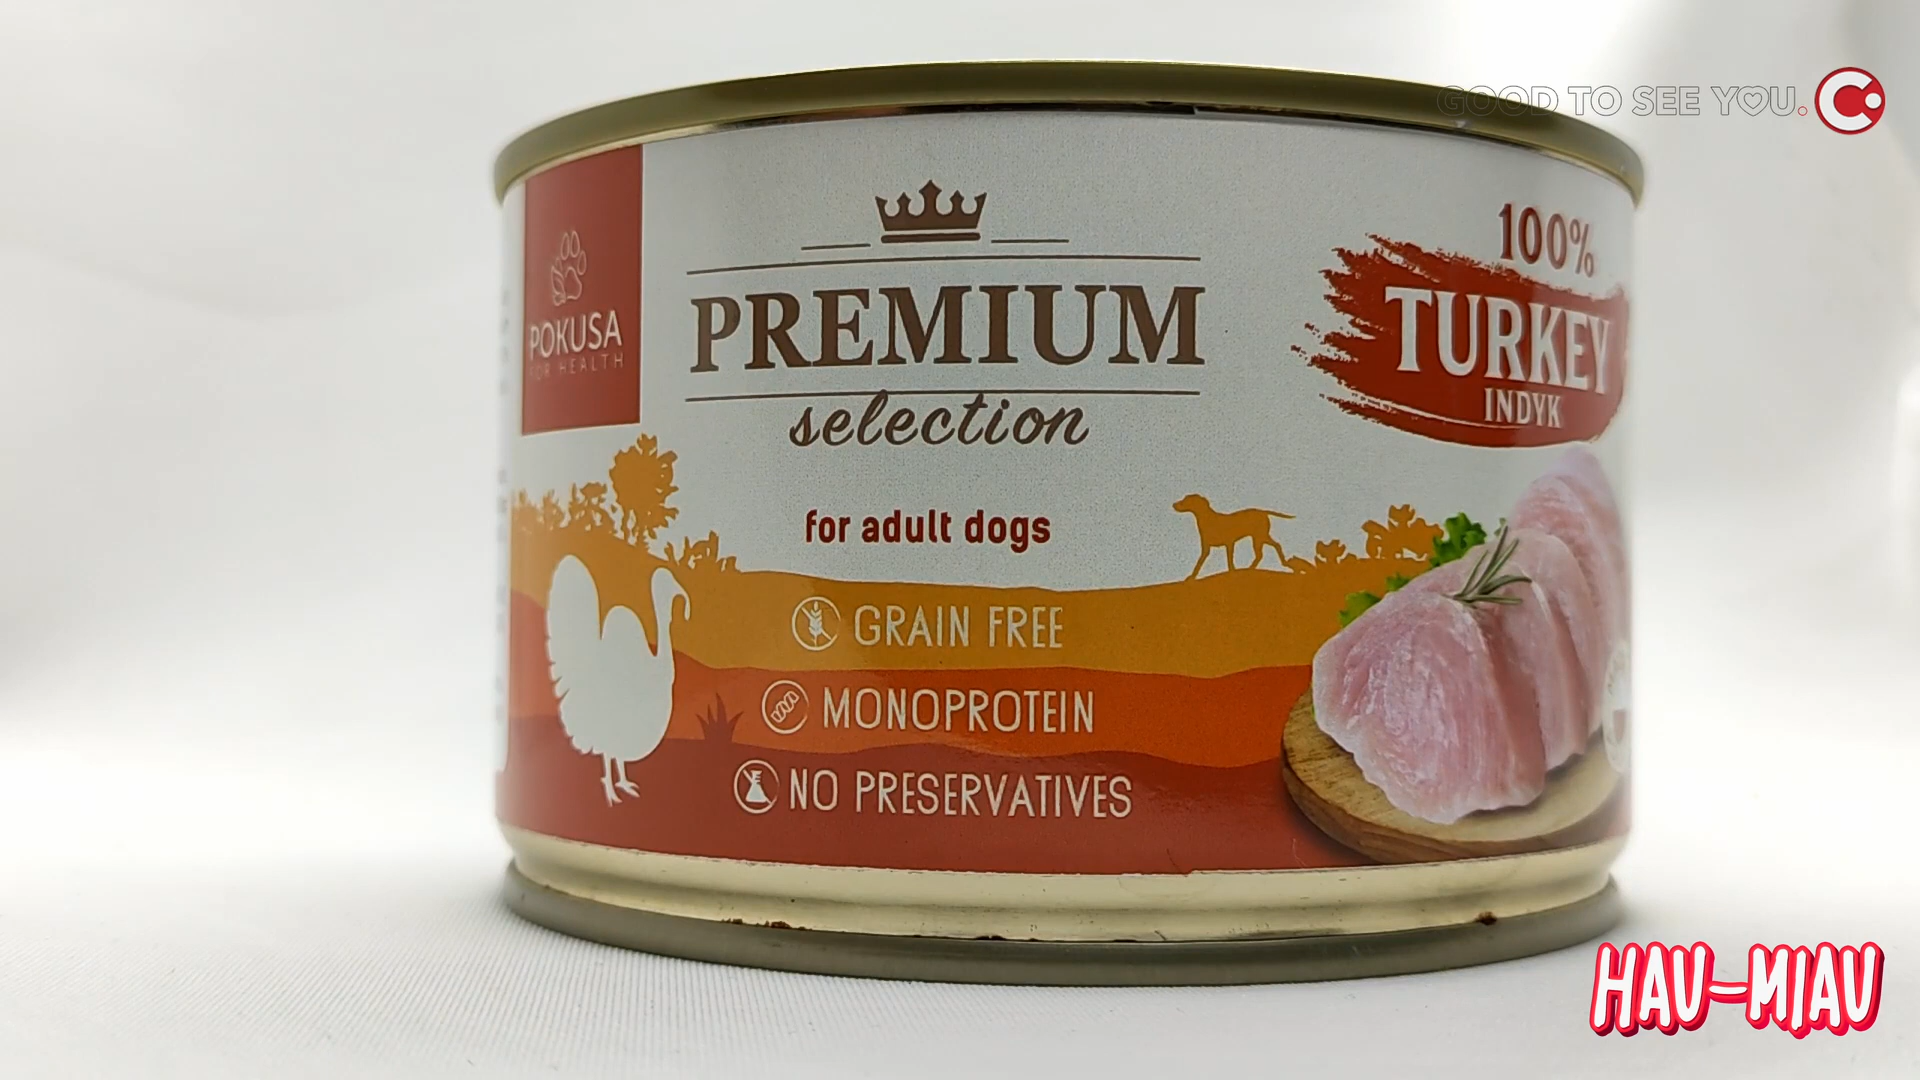 GOOD TO SEE YOU.
POKUSA
FOR HEALTH
PREMIUM
selection
for adult dogs
GRAIN FREE
MONOPROTEIN
NO PRESERVATIVES
100%
TURKEY
INDYK
HAU-MIAU